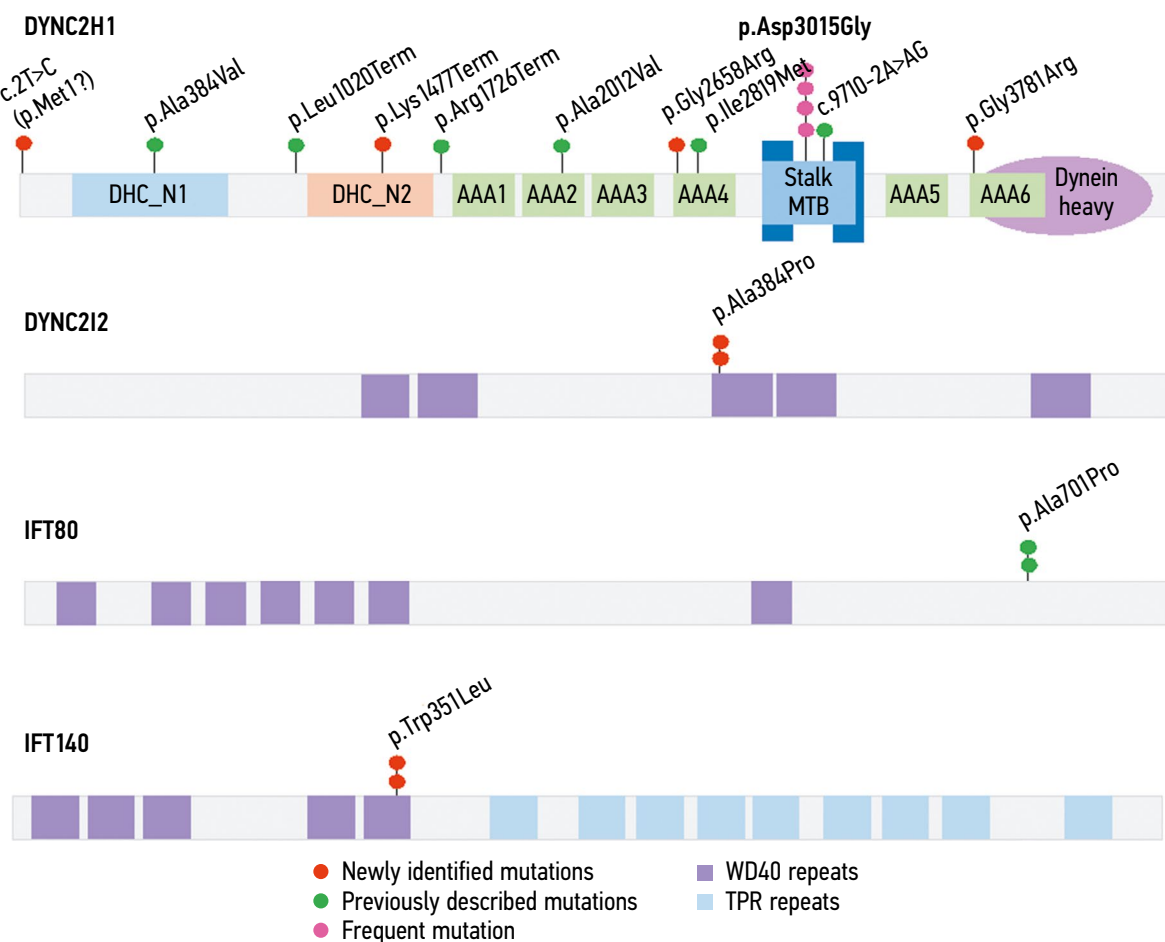 DYNC2H1
c.2T>C
(p.Met1?)
p.Ala384Val
p.Leu1020Term
p.Lys1477Term
p.Arg1726Term
p.Ala2012Val
p.Gly2658Arg
p.Ile2819Met
p.Asp3015Gly
c.9710-2A>AG
p.Gly3781Arg
DHC_N1
DHC_N2
AAA1
AAA2
AAA3
AAA4
Stalk
MTB
AAA5
AAA6
Dynein
heavy
DYNC2I2
p.Ala384Pro
IFT80
p.Ala701Pro
IFT140
p.Trp351Leu
Newly identified mutations
Previously described mutations
Frequent mutation
WD40 repeats
TPR repeats